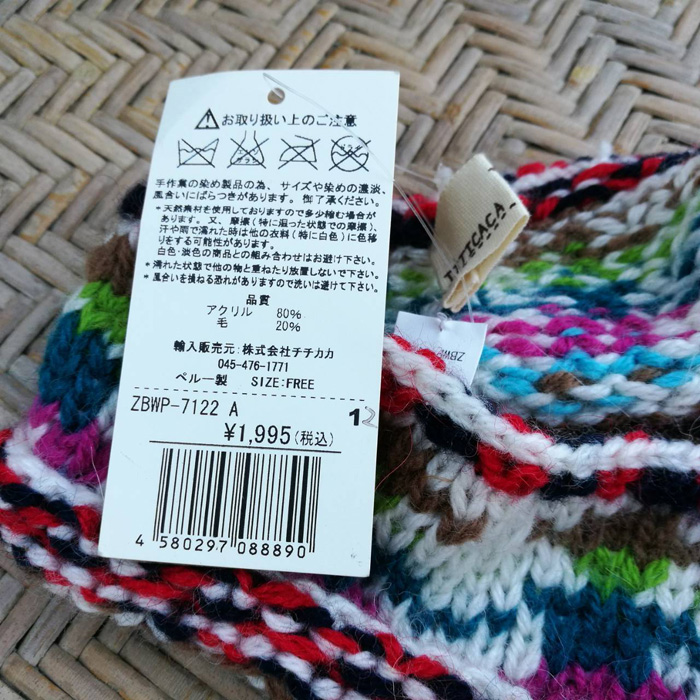 ⚠お取り扱い上のご注意
手作業の染め製品の為、サイズや染めの濃淡、
風合いにばらつきがあります。御了承ください。
*天然素材を使用しておりますので多少縮む場合が
あります。又、摩擦(特に湿った状態での摩擦)、
汗や雨で濡れた時は他の衣料(特に白色)に色移
りをする可能性があります。
白色・淡色の商品との組み合わせはお避け下さい。
*濡れた状態で他の物と重ねたり放置しないで下さい。
*風合いを損ねる恐れがありますので洗いは避けて下さい。
品質
アクリル 80%
毛 20%
輸入販売元:株式会社チチカカ
045-476-1771
ペルー製 SIZE:FREE
ZBWP-7122 A
12
¥1,995(税込)
4 580297 088890
TITICACA
ZBWP